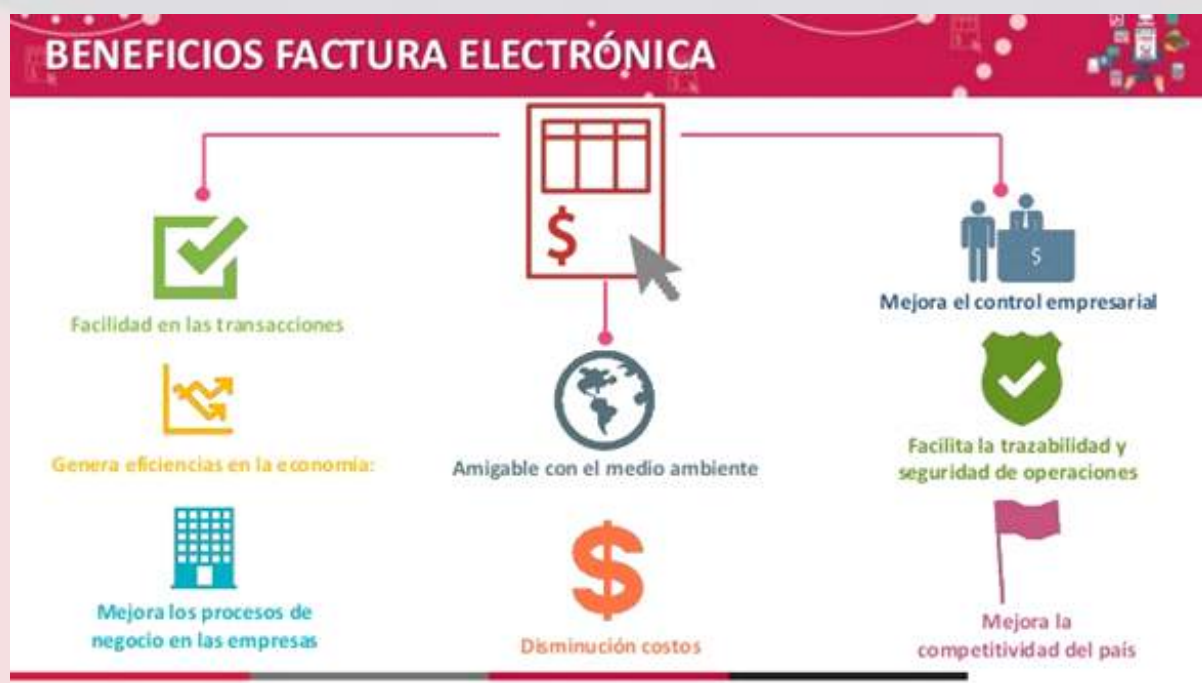 BENEFICIOS FACTURA ELECTRÓNICA
$
Facilidad en las transacciones
Genera eficiencias en la economía:
Mejora los procesos de
negocio en las empresas
Amigable con el medio ambiente
$
Disminución costos
$
Mejora el control empresarial
Facilita la trazabilidad y
seguridad de operaciones
Mejora la
competitividad del país